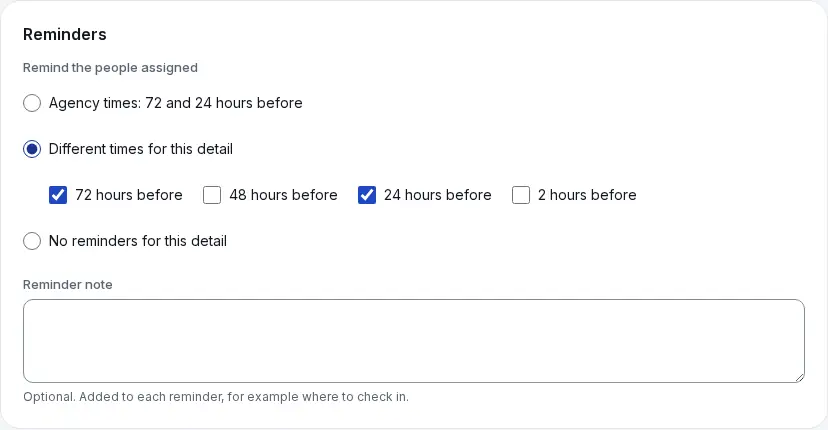 Reminders
Remind the people assigned
Agency times: 72 and 24 hours before
Different times for this detail
72 hours before 48 hours before 24 hours before 2 hours before
No reminders for this detail
Reminder note
Optional. Added to each reminder, for example where to check in.